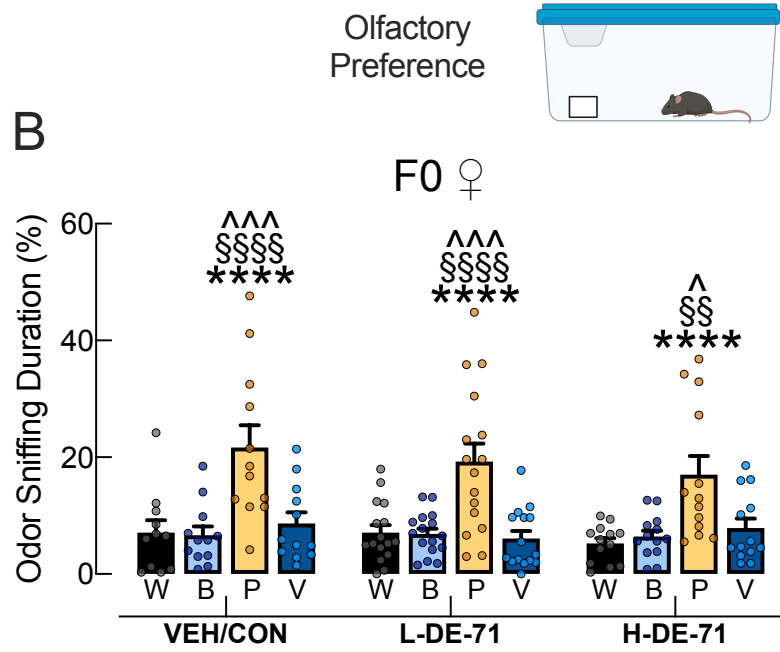 Olfactory
Preference
B
F0 ♀
Odor Sniffing Duration (%)
60
40
20
0
^^^
§§§§
****
^^^
§§§§
****
^
§§
****
W B P V W B P V W B P V
VEH/CON L-DE-71 H-DE-71